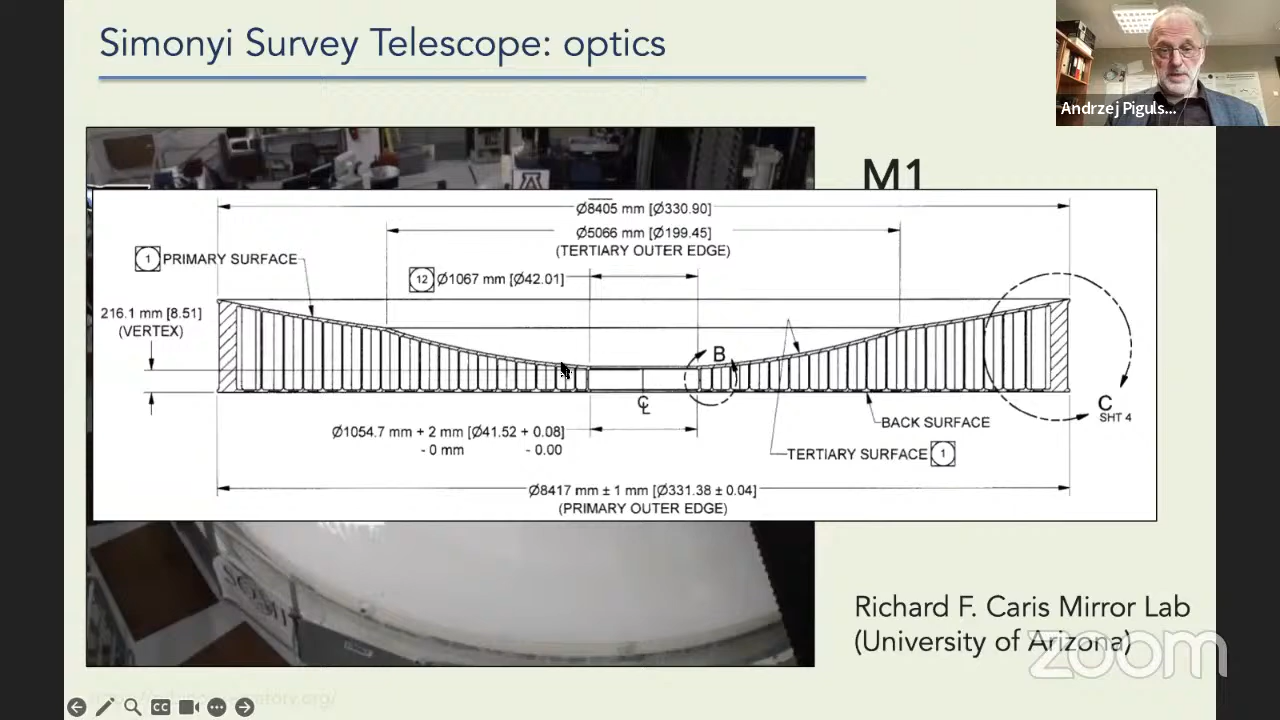 Simonyi Survey Telescope: optics
Andrzej Piguls...
M1
Ø8405 mm [Ø330.90]
Ø5066 mm [Ø199.45]
(TERTIARY OUTER EDGE)
1 PRIMARY SURFACE
12 Ø1067 mm [Ø42.01]
216.1 mm [8.51]
(VERTEX)
B
C
SHT 4
℄
BACK SURFACE
Ø1054.7 mm + 2 mm [Ø41.52 + 0.08]
- 0 mm - 0.00
TERTIARY SURFACE 1
Ø8417 mm ± 1 mm [Ø331.38 ± 0.04]
(PRIMARY OUTER EDGE)
Richard F. Caris Mirror Lab
(University of Arizona)
zoom
CC